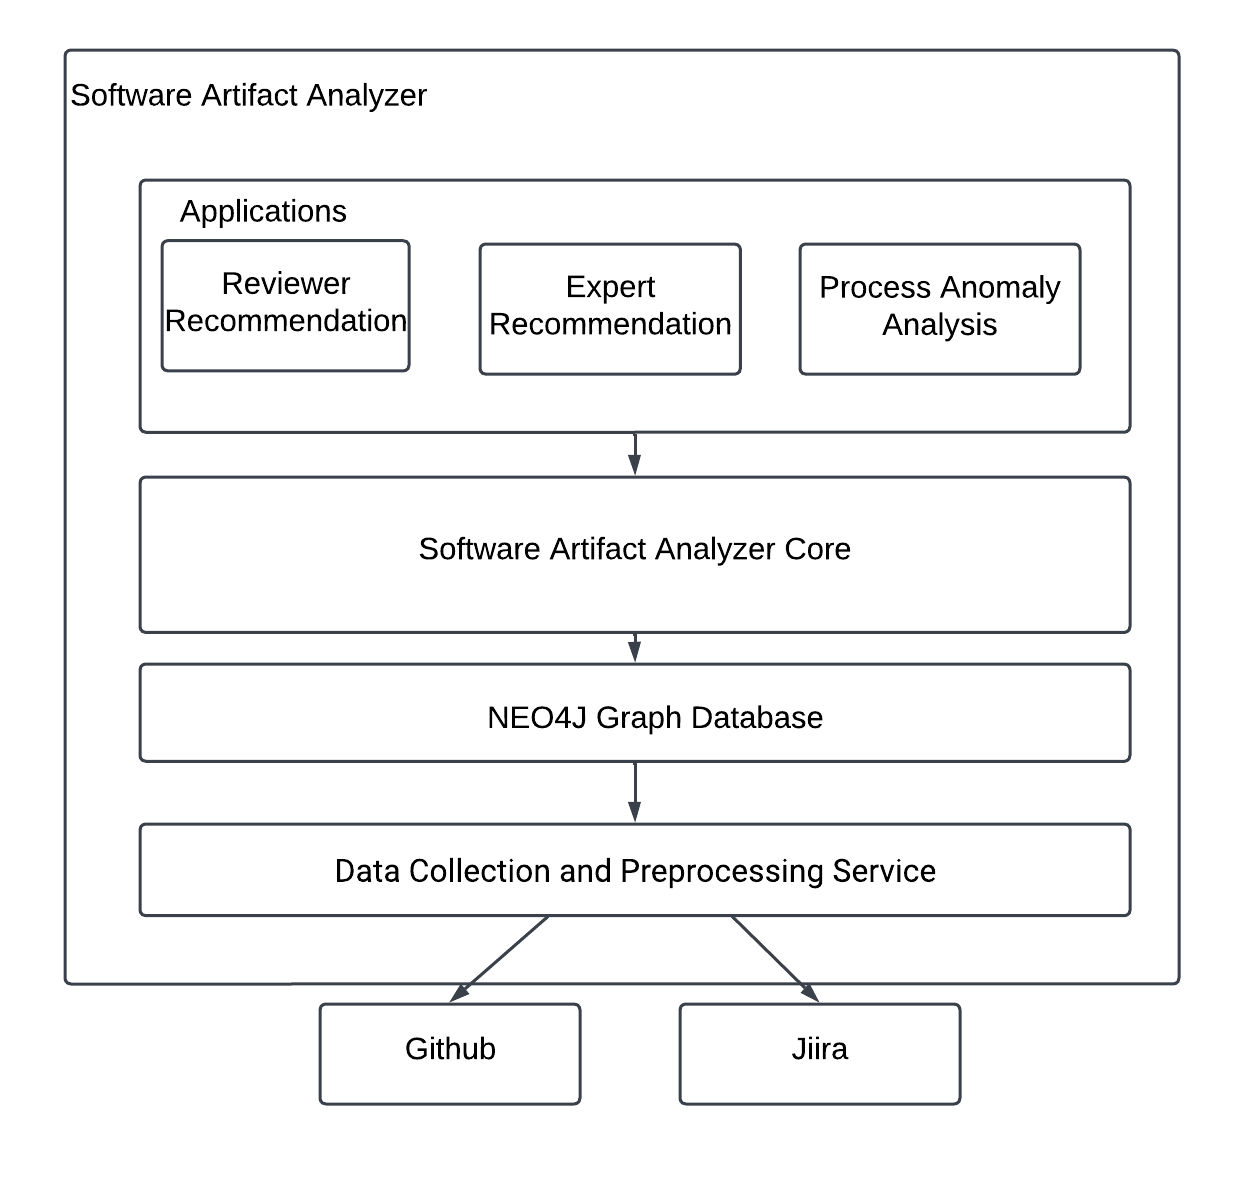 Software Artifact Analyzer
Applications
Reviewer
Recommendation
Expert
Recommendation
Process Anomaly
Analysis
Software Artifact Analyzer Core
NEO4J Graph Database
Data Collection and Preprocessing Service
Github
Jiira